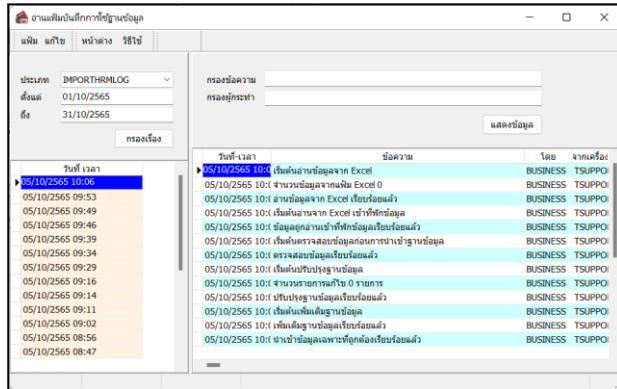 อ่านแฟ้มบันทึกการใช้ฐานข้อมูล
แฟ้ม แก้ไข หน้าต่าง วิธีใช้
ประเภท IMPORTHRMLOG
ตั้งแต่ 01/10/2565
ถึง 31/10/2565
กรองเรื่อง
กรองข้อความ
กรองผู้กระทำ
แสดงข้อมูล
วันที่ เวลา
05/10/2565 10:06
05/10/2565 09:53
05/10/2565 09:49
05/10/2565 09:46
05/10/2565 09:39
05/10/2565 09:34
05/10/2565 09:29
05/10/2565 09:16
05/10/2565 09:14
05/10/2565 09:11
05/10/2565 09:02
05/10/2565 08:56
05/10/2565 08:47
วันที่-เวลา ข้อความ โดย จากเครื่อง
05/10/2565 10:0 เริ่มต้นอ่านข้อมูลจาก Excel BUSINESS TSUPPO
05/10/2565 10:0 จำนวนข้อมูลจากแฟ้ม Excel 0 BUSINESS TSUPPO
05/10/2565 10:0 อ่านข้อมูลจาก Excel เรียบร้อยแล้ว BUSINESS TSUPPO
05/10/2565 10:0 เริ่มต้นอ่านจาก Excel เข้าที่พักข้อมูล BUSINESS TSUPPO
05/10/2565 10:0 ข้อมูลถูกอ่านเข้าที่พักข้อมูลเรียบร้อยแล้ว BUSINESS TSUPPO
05/10/2565 10:0 เริ่มต้นตรวจสอบข้อมูลก่อนการนำเข้าฐานข้อมูล BUSINESS TSUPPO
05/10/2565 10:0 ตรวจสอบข้อมูลเรียบร้อยแล้ว BUSINESS TSUPPO
05/10/2565 10:0 เริ่มต้นปรับปรุงฐานข้อมูล BUSINESS TSUPPO
05/10/2565 10:0 จำนวนรายการแก้ไข 0 รายการ BUSINESS TSUPPO
05/10/2565 10:0 ปรับปรุงฐานข้อมูลเรียบร้อยแล้ว BUSINESS TSUPPO
05/10/2565 10:0 เริ่มต้นเพิ่มเติมฐานข้อมูล BUSINESS TSUPPO
05/10/2565 10:0 เพิ่มเติมฐานข้อมูลเรียบร้อยแล้ว BUSINESS TSUPPO
05/10/2565 10:0 นำเข้าข้อมูลเฉพาะที่ถูกต้องเรียบร้อยแล้ว BUSINESS TSUPPO